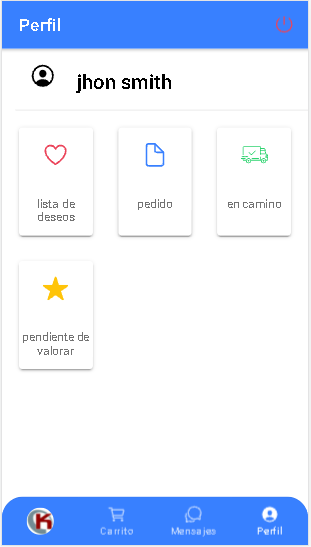 Perfil
jhon smith
lista de
deseos
pedido
en camino
pendiente de
valorar
K
Carrito
Mensajes
Perfil